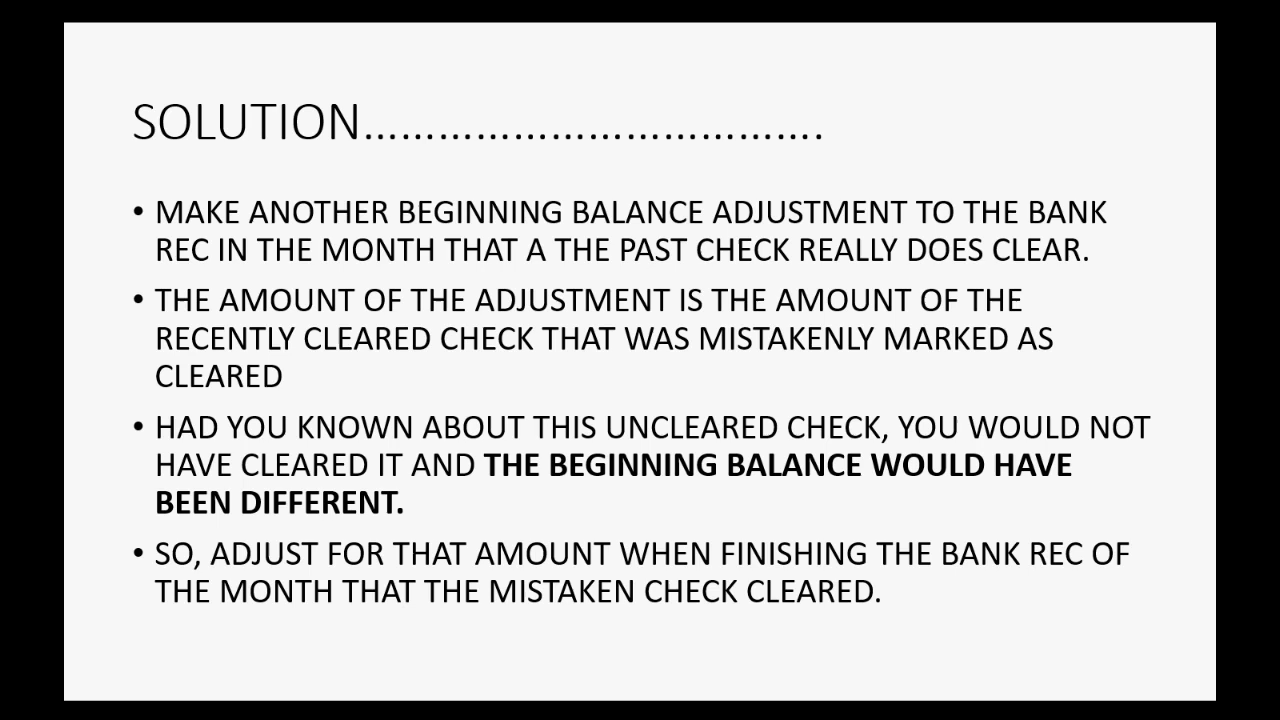 SOLUTION………………………………….
• MAKE ANOTHER BEGINNING BALANCE ADJUSTMENT TO THE BANK
REC IN THE MONTH THAT A THE PAST CHECK REALLY DOES CLEAR.
• THE AMOUNT OF THE ADJUSTMENT IS THE AMOUNT OF THE
RECENTLY CLEARED CHECK THAT WAS MISTAKENLY MARKED AS
CLEARED
• HAD YOU KNOWN ABOUT THIS UNCLEARED CHECK, YOU WOULD NOT
HAVE CLEARED IT AND THE BEGINNING BALANCE WOULD HAVE
BEEN DIFFERENT.
• SO, ADJUST FOR THAT AMOUNT WHEN FINISHING THE BANK REC OF
THE MONTH THAT THE MISTAKEN CHECK CLEARED.